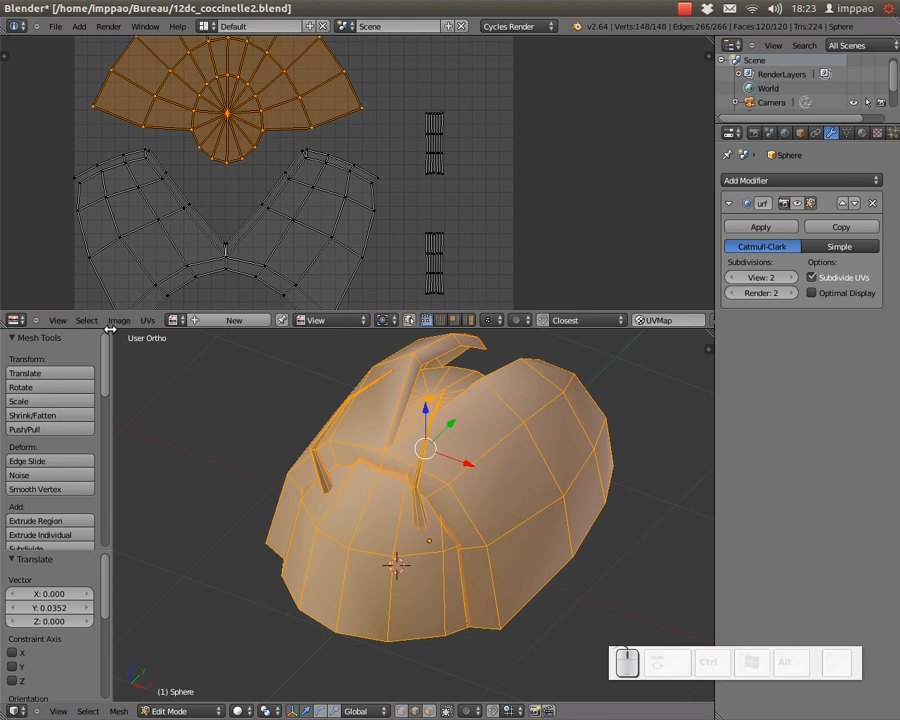 Blender* [/home/imppao/Bureau/12dc_coccinelle2.blend]
18:23 imppao
File Add Render Window Help Default Scene Cycles Render v2.64 | Verts:148/148 | Edges:266/266 | Faces:120/120 | Tris:224 | Sphere
View Search All Scenes
Scene
RenderLayers
World
Camera
Sphere
Add Modifier
urf
Apply Copy
Catmull-Clark Simple
Subdivisions: Options:
View: 2 Subdivide UVs
Render: 2 Optimal Display
View Select Image UVs New View Closest UVMap
Mesh Tools
User Ortho
Transform:
Translate
Rotate
Scale
Shrink/Fatten
Push/Pull
Deform:
Edge Slide
Noise
Smooth Vertex
Add:
Extrude Region
Extrude Individual
Subdivide
Translate
Vector
X: 0.000
Y: 0.0352
Z: 0.000
Constraint Axis
X
Y
Z
Orientation
Ctrl Alt
(1) Sphere
View Select Mesh Edit Mode Global